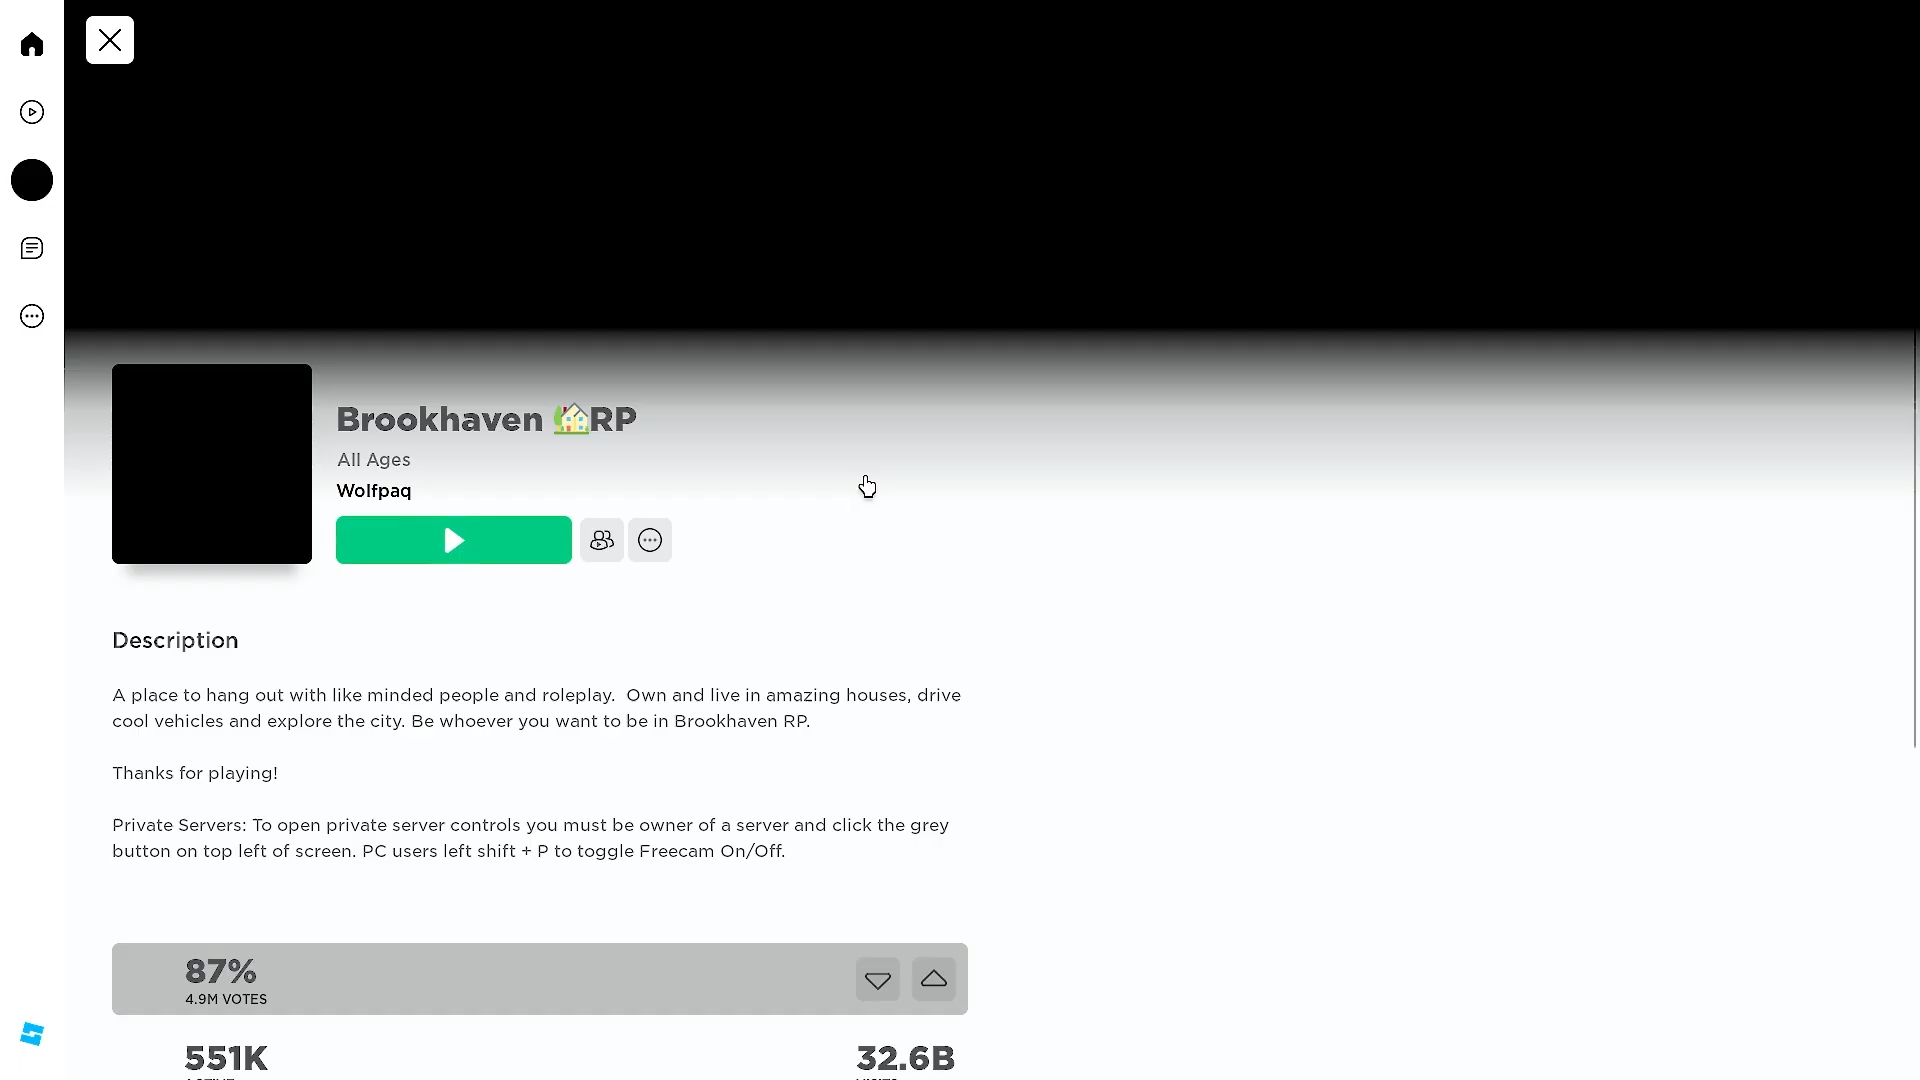 Brookhaven 🏡RP
All Ages
Wolfpaq
Description
A place to hang out with like minded people and roleplay.  Own and live in amazing houses, drive
cool vehicles and explore the city. Be whoever you want to be in Brookhaven RP.
Thanks for playing!
Private Servers: To open private server controls you must be owner of a server and click the grey
button on top left of screen. PC users left shift + P to toggle Freecam On/Off.
87%
4.9M VOTES
551K
32.6B